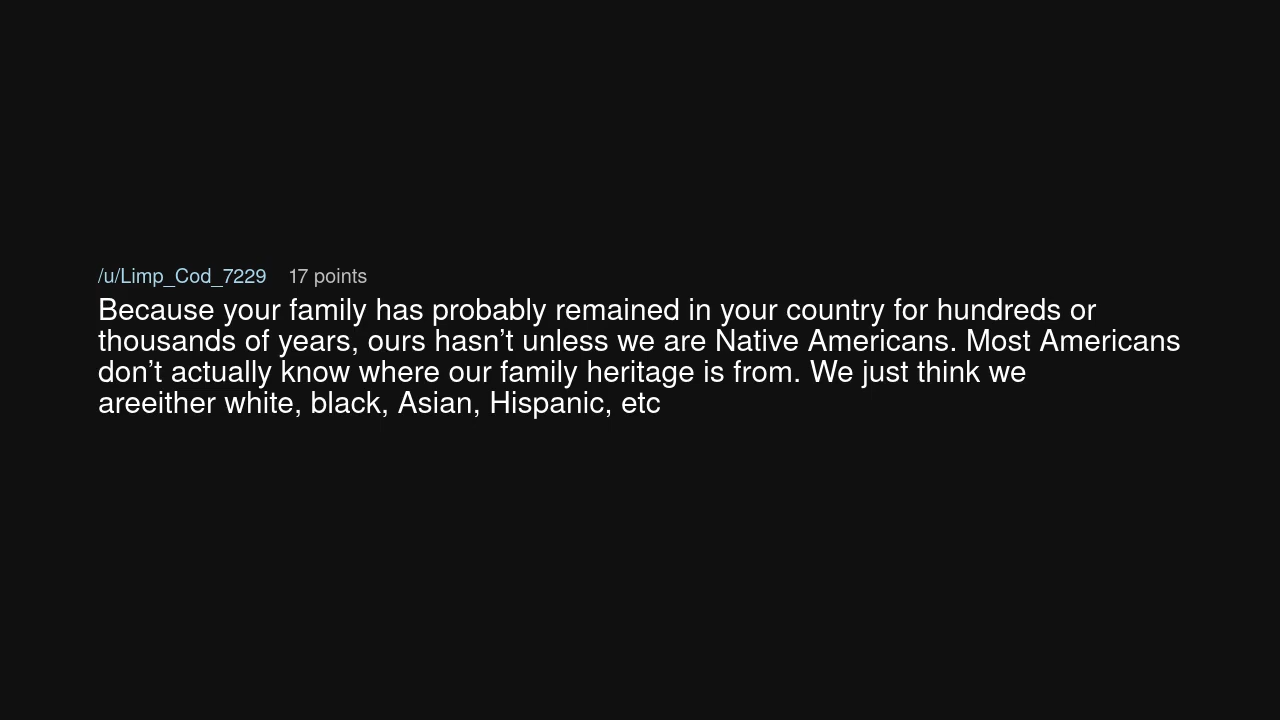 /u/Limp_Cod_7229 17 points
Because your family has probably remained in your country for hundreds or
thousands of years, ours hasn’t unless we are Native Americans. Most Americans
don’t actually know where our family heritage is from. We just think we
areeither white, black, Asian, Hispanic, etc